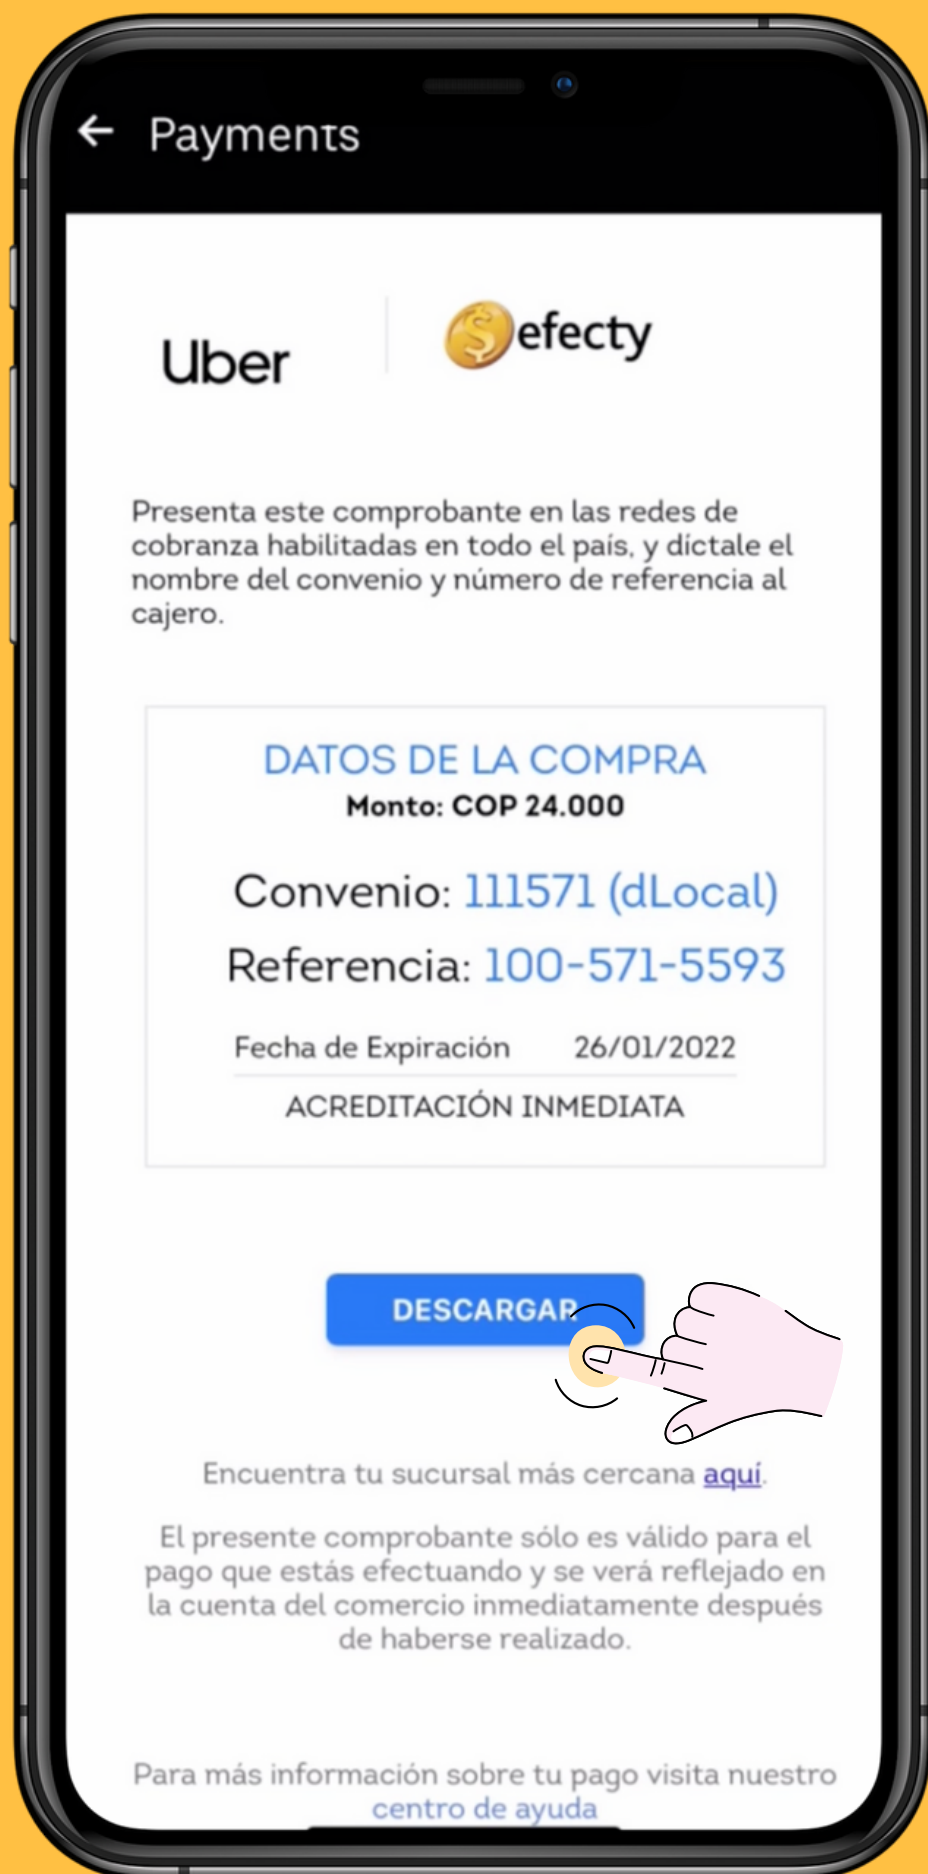 Payments
Uber
efecty
Presenta este comprobante en las redes de
cobranza habilitadas en todo el país, y díctale el
nombre del convenio y número de referencia al
cajero.
DATOS DE LA COMPRA
Monto: COP 24.000
Convenio: 111571 (dLocal)
Referencia: 100-571-5593
Fecha de Expiración 26/01/2022
ACREDITACIÓN INMEDIATA
DESCARGAR
Encuentra tu sucursal más cercana aquí.
El presente comprobante sólo es válido para el
pago que estás efectuando y se verá reflejado en
la cuenta del comercio inmediatamente después
de haberse realizado.
Para más información sobre tu pago visita nuestro
centro de ayuda